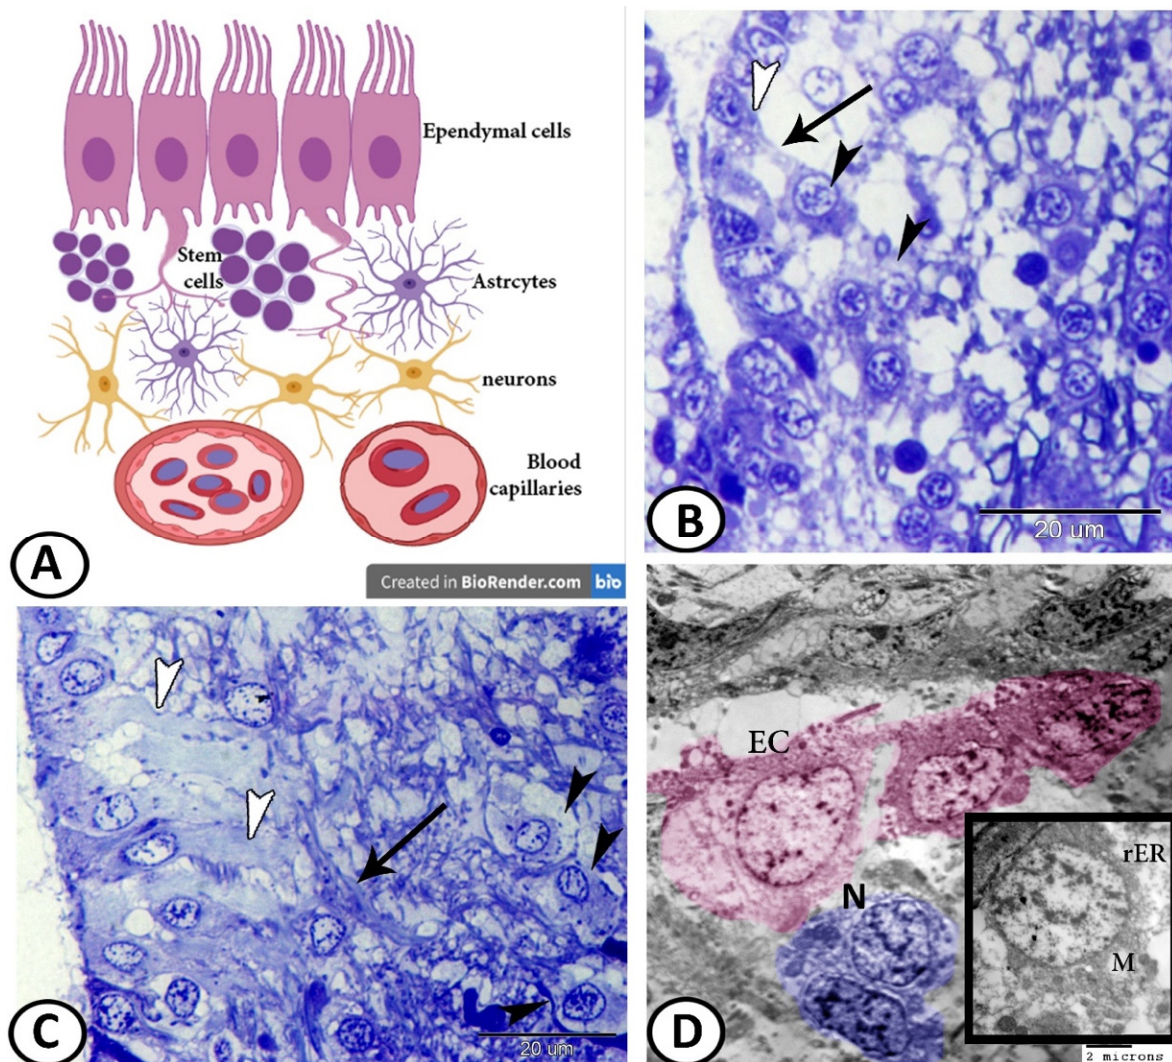 Ependymal cells
Stem
cells
Astrcytes
neurons
Blood
capillaries
A
Created in BioRender.com bio
B
20 um
C
20 um
EC
N
rER
M
D
2 microns